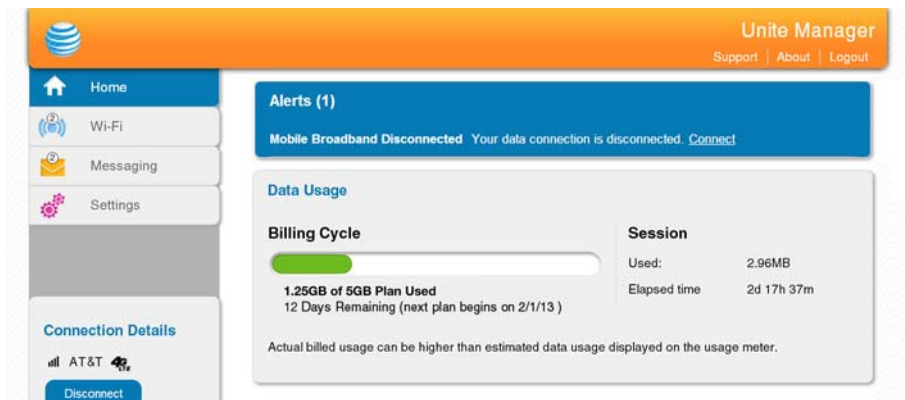 Unite Manager
Support | About | Logout
Home
2
Wi-Fi
2
Messaging
Settings
Alerts (1)
Mobile Broadband Disconnected Your data connection is disconnected. Connect
Data Usage
Billing Cycle
1.25GB of 5GB Plan Used
12 Days Remaining (next plan begins on 2/1/13 )
Session
Used: 2.96MB
Elapsed time 2d 17h 37m
Actual billed usage can be higher than estimated data usage displayed on the usage meter.
Connection Details
AT&T 4G LTE
Disconnect